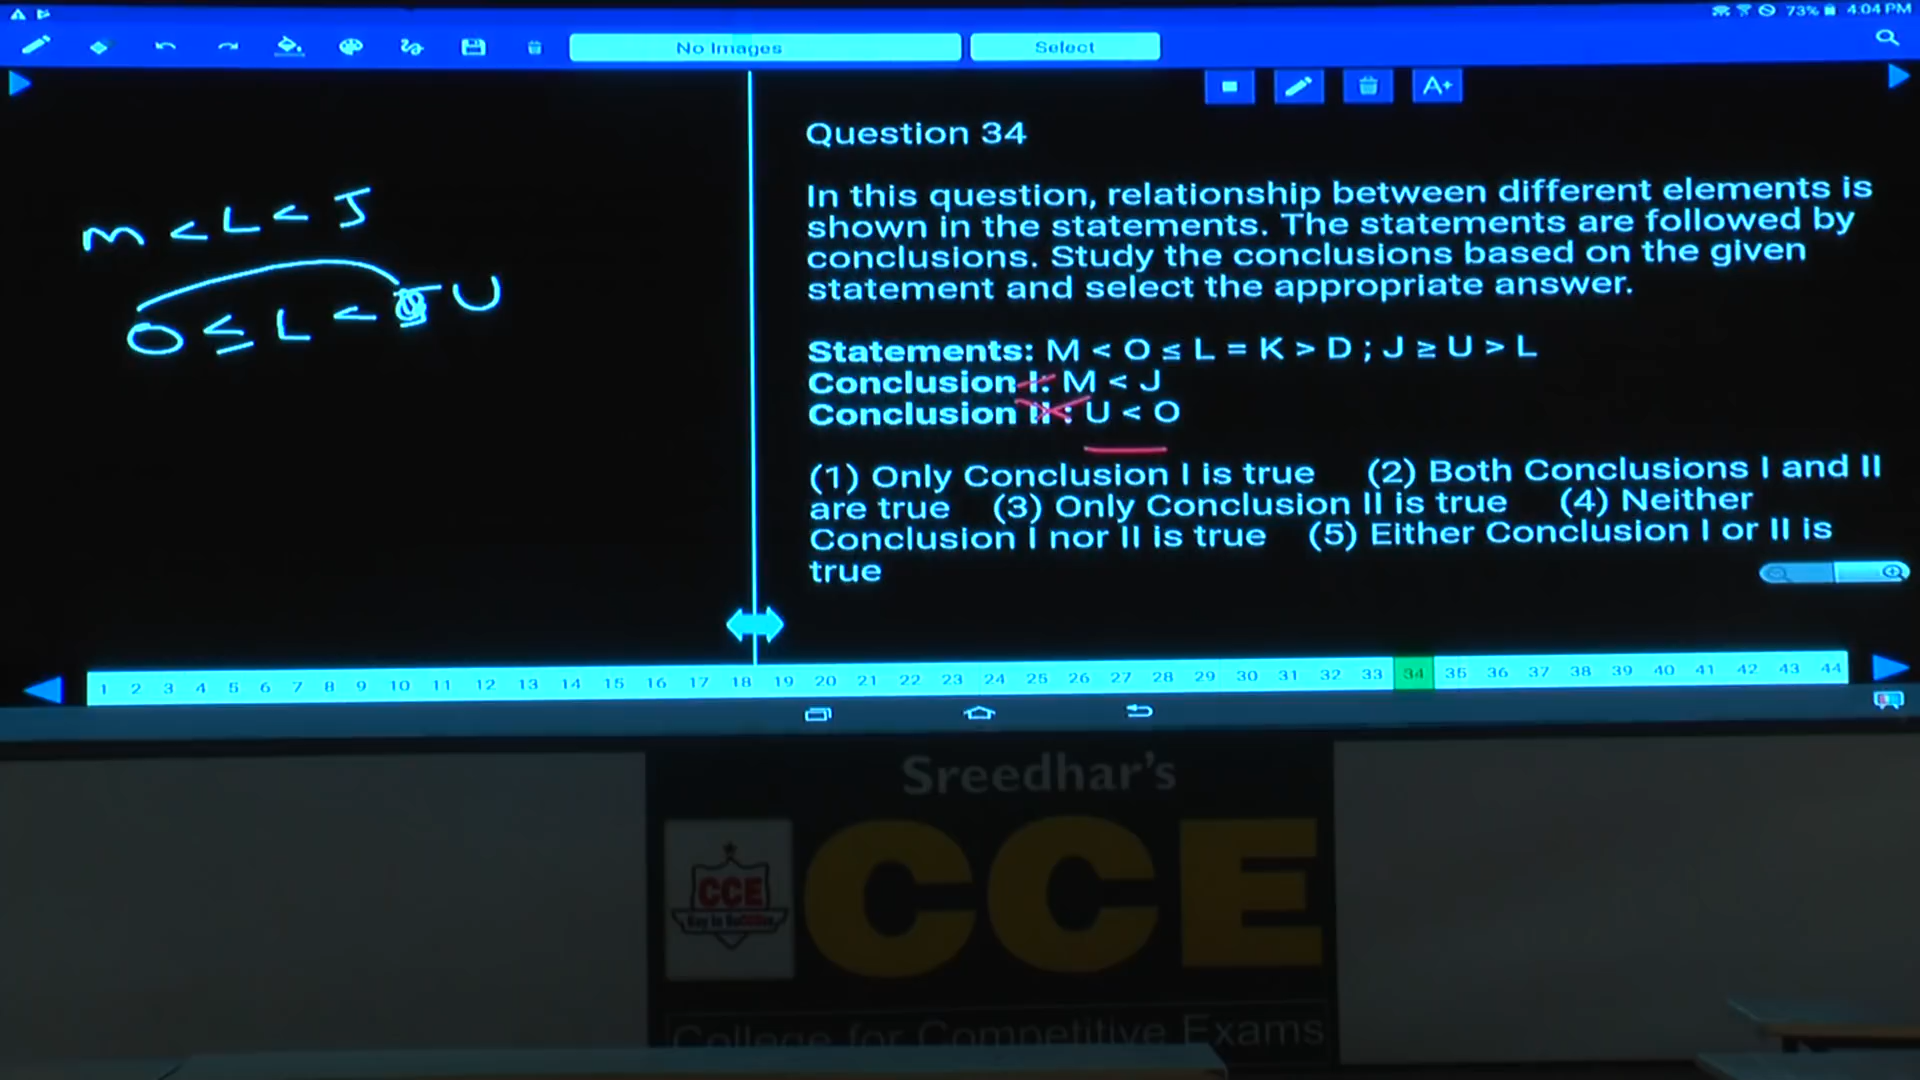 73% 4:04 PM
No Images
Select
A+
M < L < J
O ≤ L < U
Question 34
In this question, relationship between different elements is
shown in the statements. The statements are followed by
conclusions. Study the conclusions based on the given
statement and select the appropriate answer.
Statements: M < O ≤ L = K > D ; J ≥ U > L
Conclusion I: M < J
Conclusion II : U < O
(1) Only Conclusion I is true (2) Both Conclusions I and II
are true (3) Only Conclusion II is true (4) Neither
Conclusion I nor II is true (5) Either Conclusion I or II is
true
1 2 3 4 5 6 7 8 9 10 11 12 13 14 15 16 17 18 19 20 21 22 23 24 25 26 27 28 29 30 31 32 33 34 35 36 37 38 39 40 41 42 43 44
Sreedhar's
CCE
CCE
College for Competitive Exams